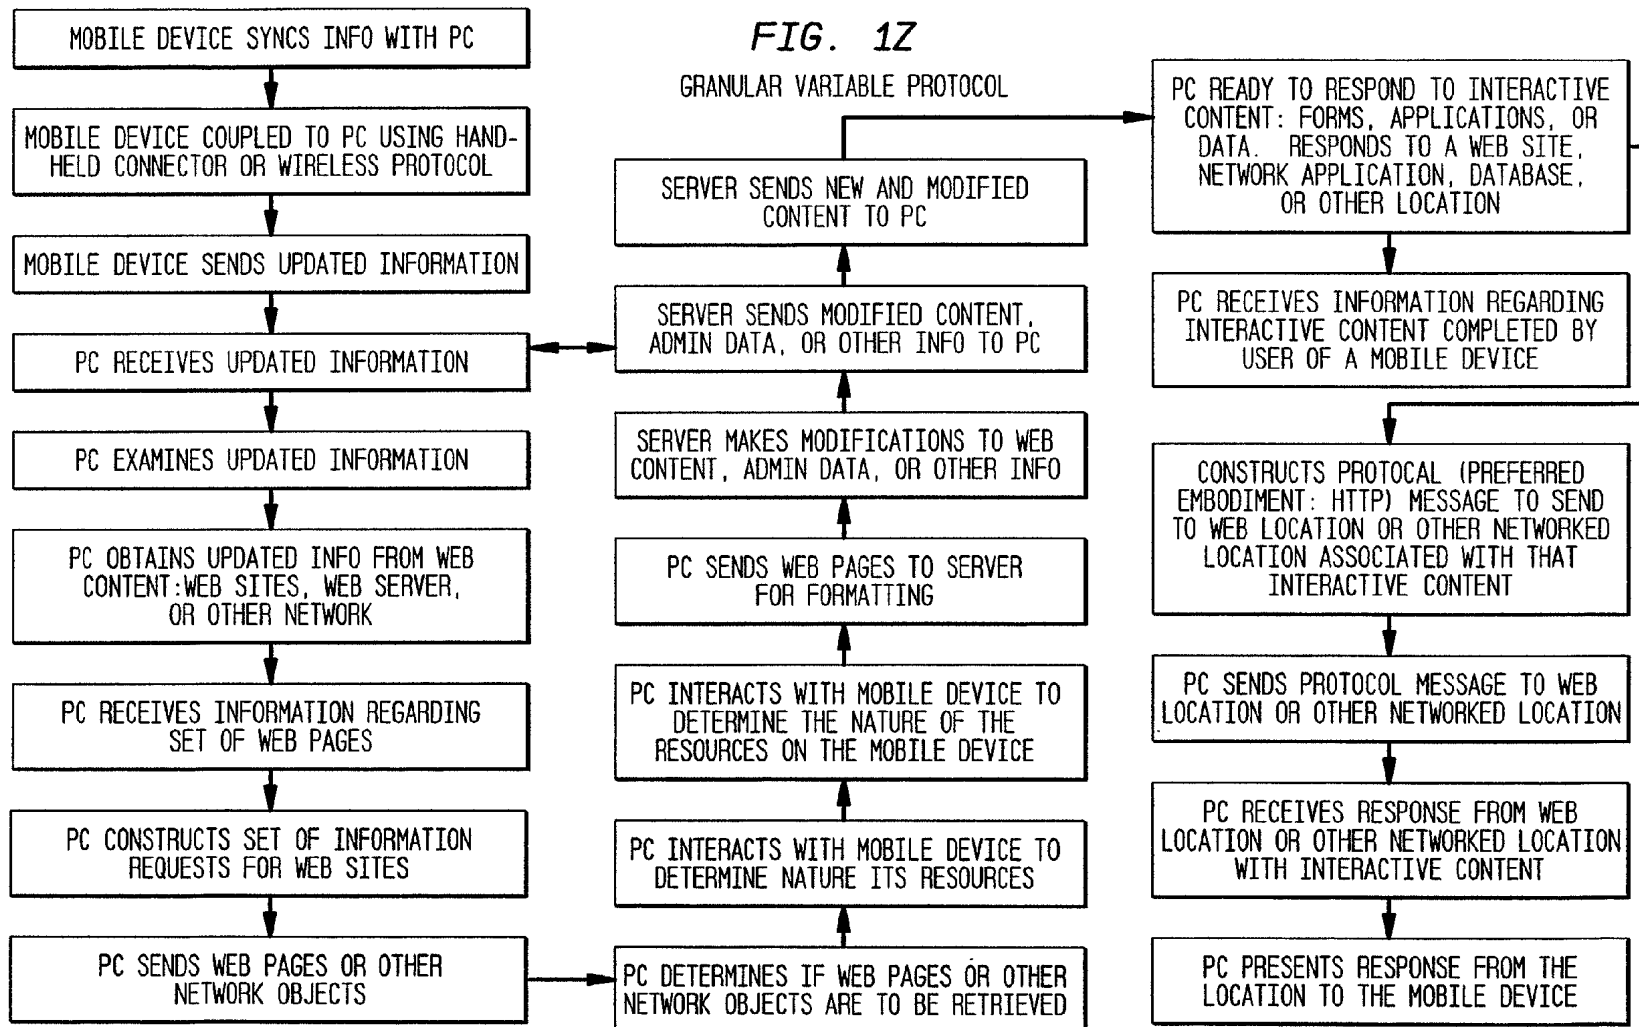 FIG. 1Z
GRANULAR VARIABLE PROTOCOL
MOBILE DEVICE SYNCS INFO WITH PC
MOBILE DEVICE COUPLED TO PC USING HAND-
HELD CONNECTOR OR WIRELESS PROTOCOL
MOBILE DEVICE SENDS UPDATED INFORMATION
PC RECEIVES UPDATED INFORMATION
PC EXAMINES UPDATED INFORMATION
PC OBTAINS UPDATED INFO FROM WEB
CONTENT:WEB SITES, WEB SERVER,
OR OTHER NETWORK
PC RECEIVES INFORMATION REGARDING
SET OF WEB PAGES
PC CONSTRUCTS SET OF INFORMATION
REQUESTS FOR WEB SITES
PC SENDS WEB PAGES OR OTHER
NETWORK OBJECTS
PC DETERMINES IF WEB PAGES OR OTHER
NETWORK OBJECTS ARE TO BE RETRIEVED
PC INTERACTS WITH MOBILE DEVICE TO
DETERMINE NATURE ITS RESOURCES
PC INTERACTS WITH MOBILE DEVICE TO
DETERMINE THE NATURE OF THE
RESOURCES ON THE MOBILE DEVICE
PC SENDS WEB PAGES TO SERVER
FOR FORMATTING
SERVER MAKES MODIFICATIONS TO WEB
CONTENT, ADMIN DATA, OR OTHER INFO
SERVER SENDS MODIFIED CONTENT,
ADMIN DATA, OR OTHER INFO TO PC
SERVER SENDS NEW AND MODIFIED
CONTENT TO PC
PC READY TO RESPOND TO INTERACTIVE
CONTENT: FORMS, APPLICATIONS, OR
DATA. RESPONDS TO A WEB SITE,
NETWORK APPLICATION, DATABASE,
OR OTHER LOCATION
PC RECEIVES INFORMATION REGARDING
INTERACTIVE CONTENT COMPLETED BY
USER OF A MOBILE DEVICE
CONSTRUCTS PROTOCAL (PREFERRED
EMBODIMENT: HTTP) MESSAGE TO SEND
TO WEB LOCATION OR OTHER NETWORKED
LOCATION ASSOCIATED WITH THAT
INTERACTIVE CONTENT
PC SENDS PROTOCOL MESSAGE TO WEB
LOCATION OR OTHER NETWORKED LOCATION
PC RECEIVES RESPONSE FROM WEB
LOCATION OR OTHER NETWORKED LOCATION
WITH INTERACTIVE CONTENT
PC PRESENTS RESPONSE FROM THE
LOCATION TO THE MOBILE DEVICE